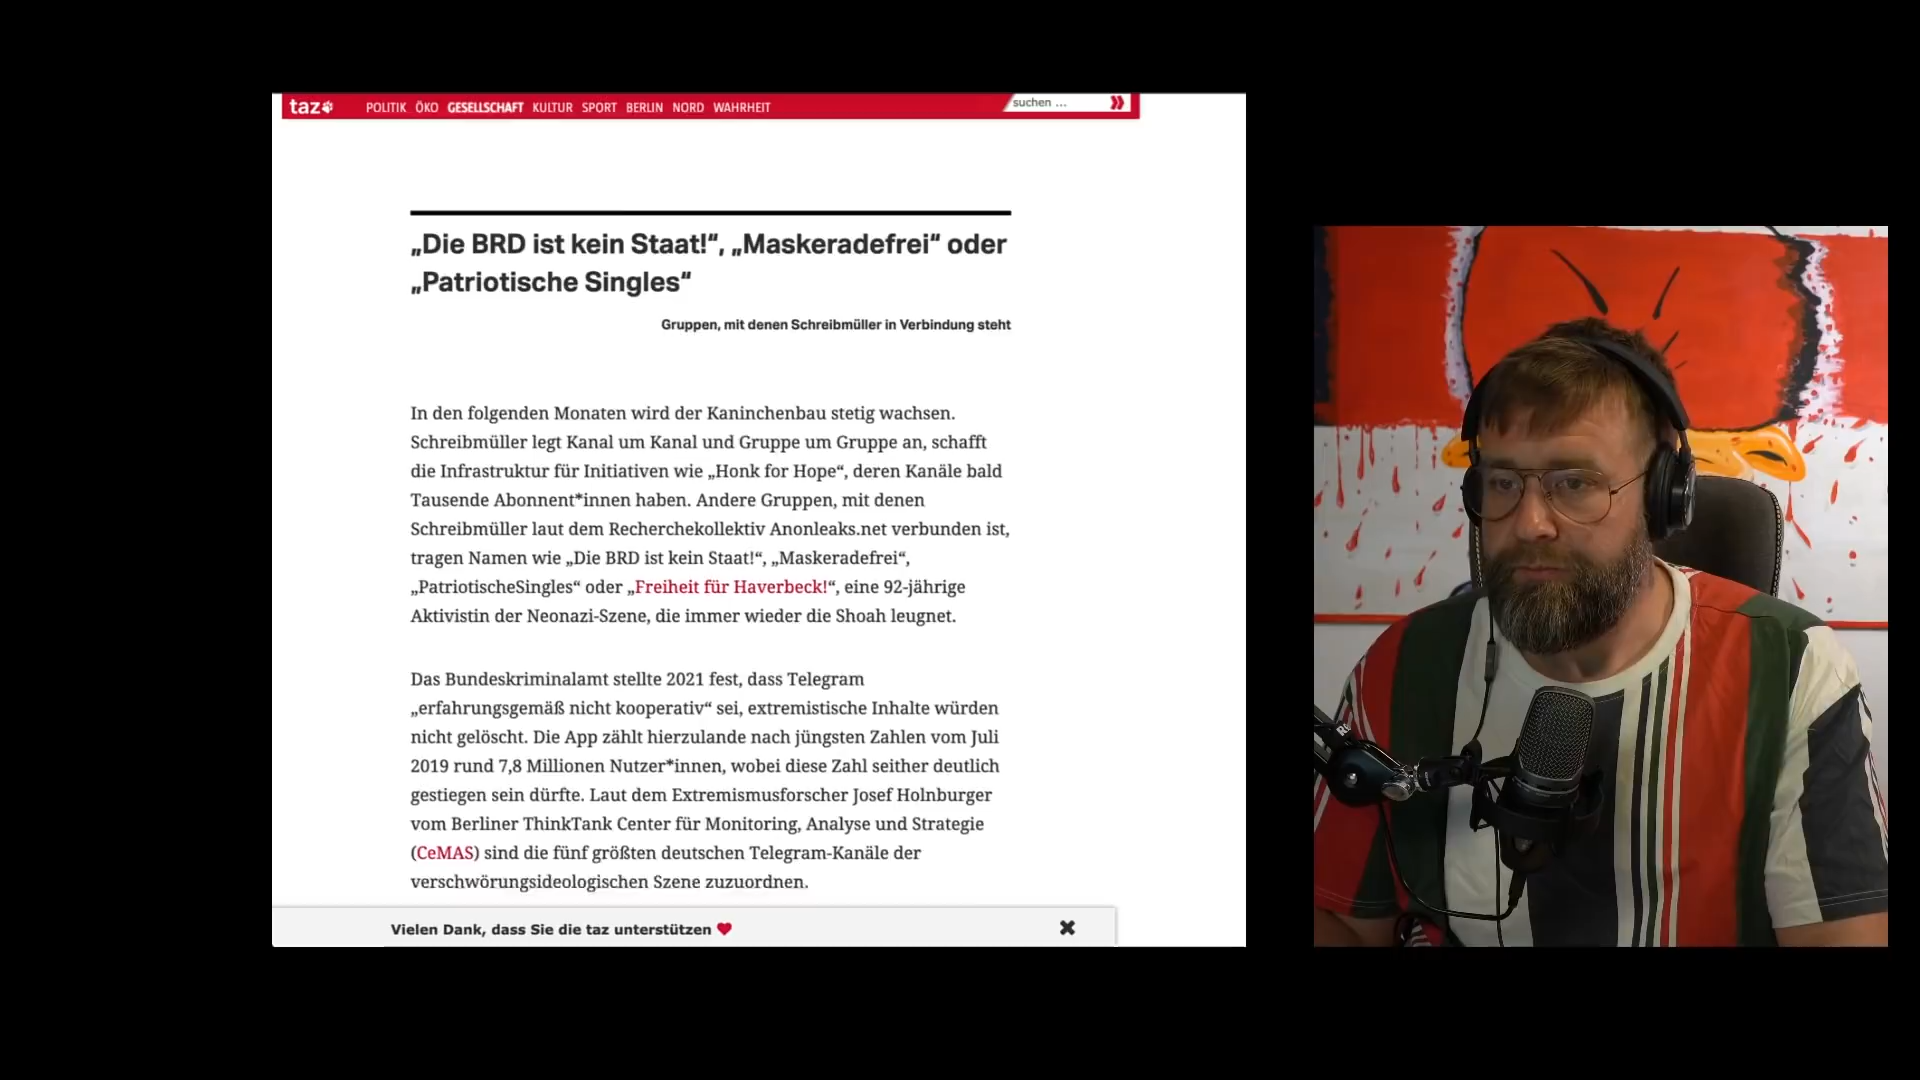 taz
POLITIK ÖKO GESELLSCHAFT KULTUR SPORT BERLIN NORD WAHRHEIT
suchen ...
„Die BRD ist kein Staat!“, „Maskeradefrei“ oder
„Patriotische Singles“
Gruppen, mit denen Schreibmüller in Verbindung steht
In den folgenden Monaten wird der Kaninchenbau stetig wachsen.
Schreibmüller legt Kanal um Kanal und Gruppe um Gruppe an, schafft
die Infrastruktur für Initiativen wie „Honk for Hope“, deren Kanäle bald
Tausende Abonnent*innen haben. Andere Gruppen, mit denen
Schreibmüller laut dem Recherchekollektiv Anonleaks.net verbunden ist,
tragen Namen wie „Die BRD ist kein Staat!“, „Maskeradefrei“,
„PatriotischeSingles“ oder „Freiheit für Haverbeck!“, eine 92-jährige
Aktivistin der Neonazi-Szene, die immer wieder die Shoah leugnet.
Das Bundeskriminalamt stellte 2021 fest, dass Telegram
„erfahrungsgemäß nicht kooperativ“ sei, extremistische Inhalte würden
nicht gelöscht. Die App zählt hierzulande nach jüngsten Zahlen vom Juli
2019 rund 7,8 Millionen Nutzer*innen, wobei diese Zahl seither deutlich
gestiegen sein dürfte. Laut dem Extremismusforscher Josef Holnburger
vom Berliner ThinkTank Center für Monitoring, Analyse und Strategie
(CeMAS) sind die fünf größten deutschen Telegram-Kanäle der
verschwörungsideologischen Szene zuzuordnen.
Vielen Dank, dass Sie die taz unterstützen